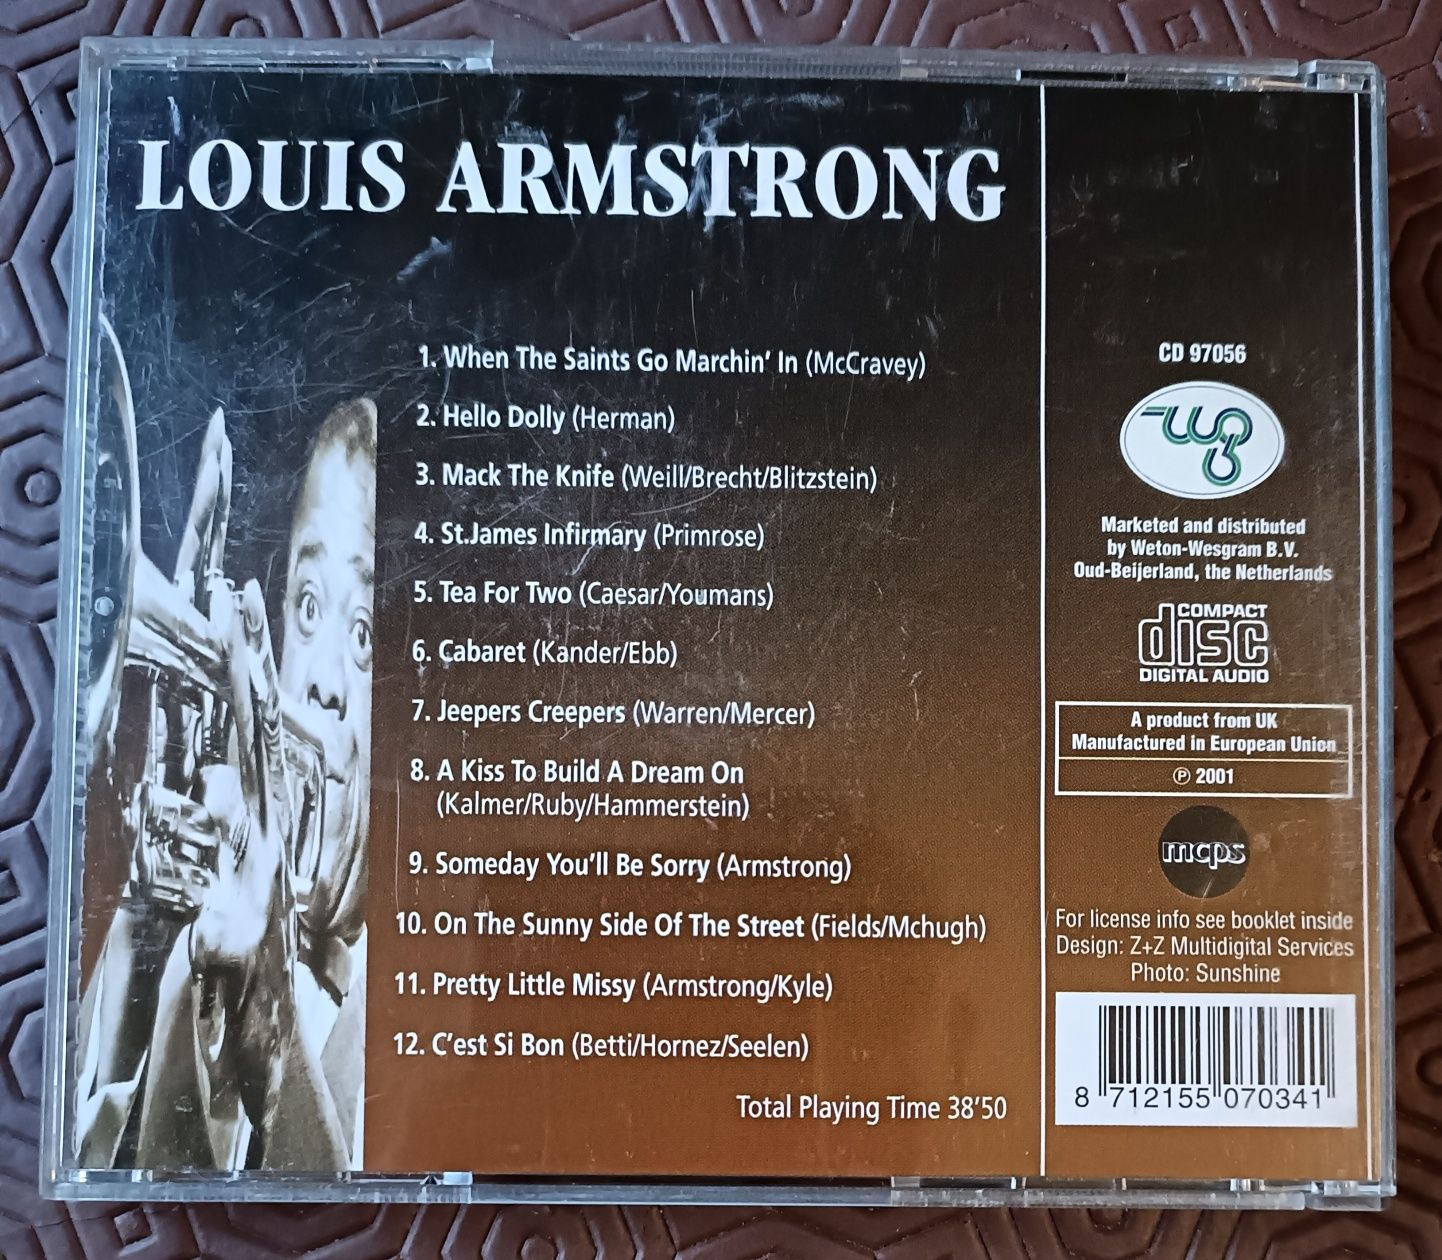 LOUIS ARMSTRONG
1. When The Saints Go Marchin' In (McCravey)
2. Hello Dolly (Herman)
3. Mack The Knife (Weill/Brecht/Blitzstein)
4. St.James Infirmary (Primrose)
5. Tea For Two (Caesar/Youmans)
6. Cabaret (Kander/Ebb)
7. Jeepers Creepers (Warren/Mercer)
8. A Kiss To Build A Dream On
(Kalmer/Ruby/Hammerstein)
9. Someday You'll Be Sorry (Armstrong)
10. On The Sunny Side Of The Street (Fields/Mchugh)
11. Pretty Little Missy (Armstrong/Kyle)
12. C'est Si Bon (Betti/Hornez/Seelen)
Total Playing Time 38'50
CD 97056
Marketed and distributed
by Weton-Wesgram B.V.
Oud-Beijerland, the Netherlands
COMPACT
disc
DIGITAL AUDIO
A product from UK
Manufactured in European Union
℗ 2001
mcps
For license info see booklet inside
Design: Z+Z Multidigital Services
Photo: Sunshine
8 712155 070341